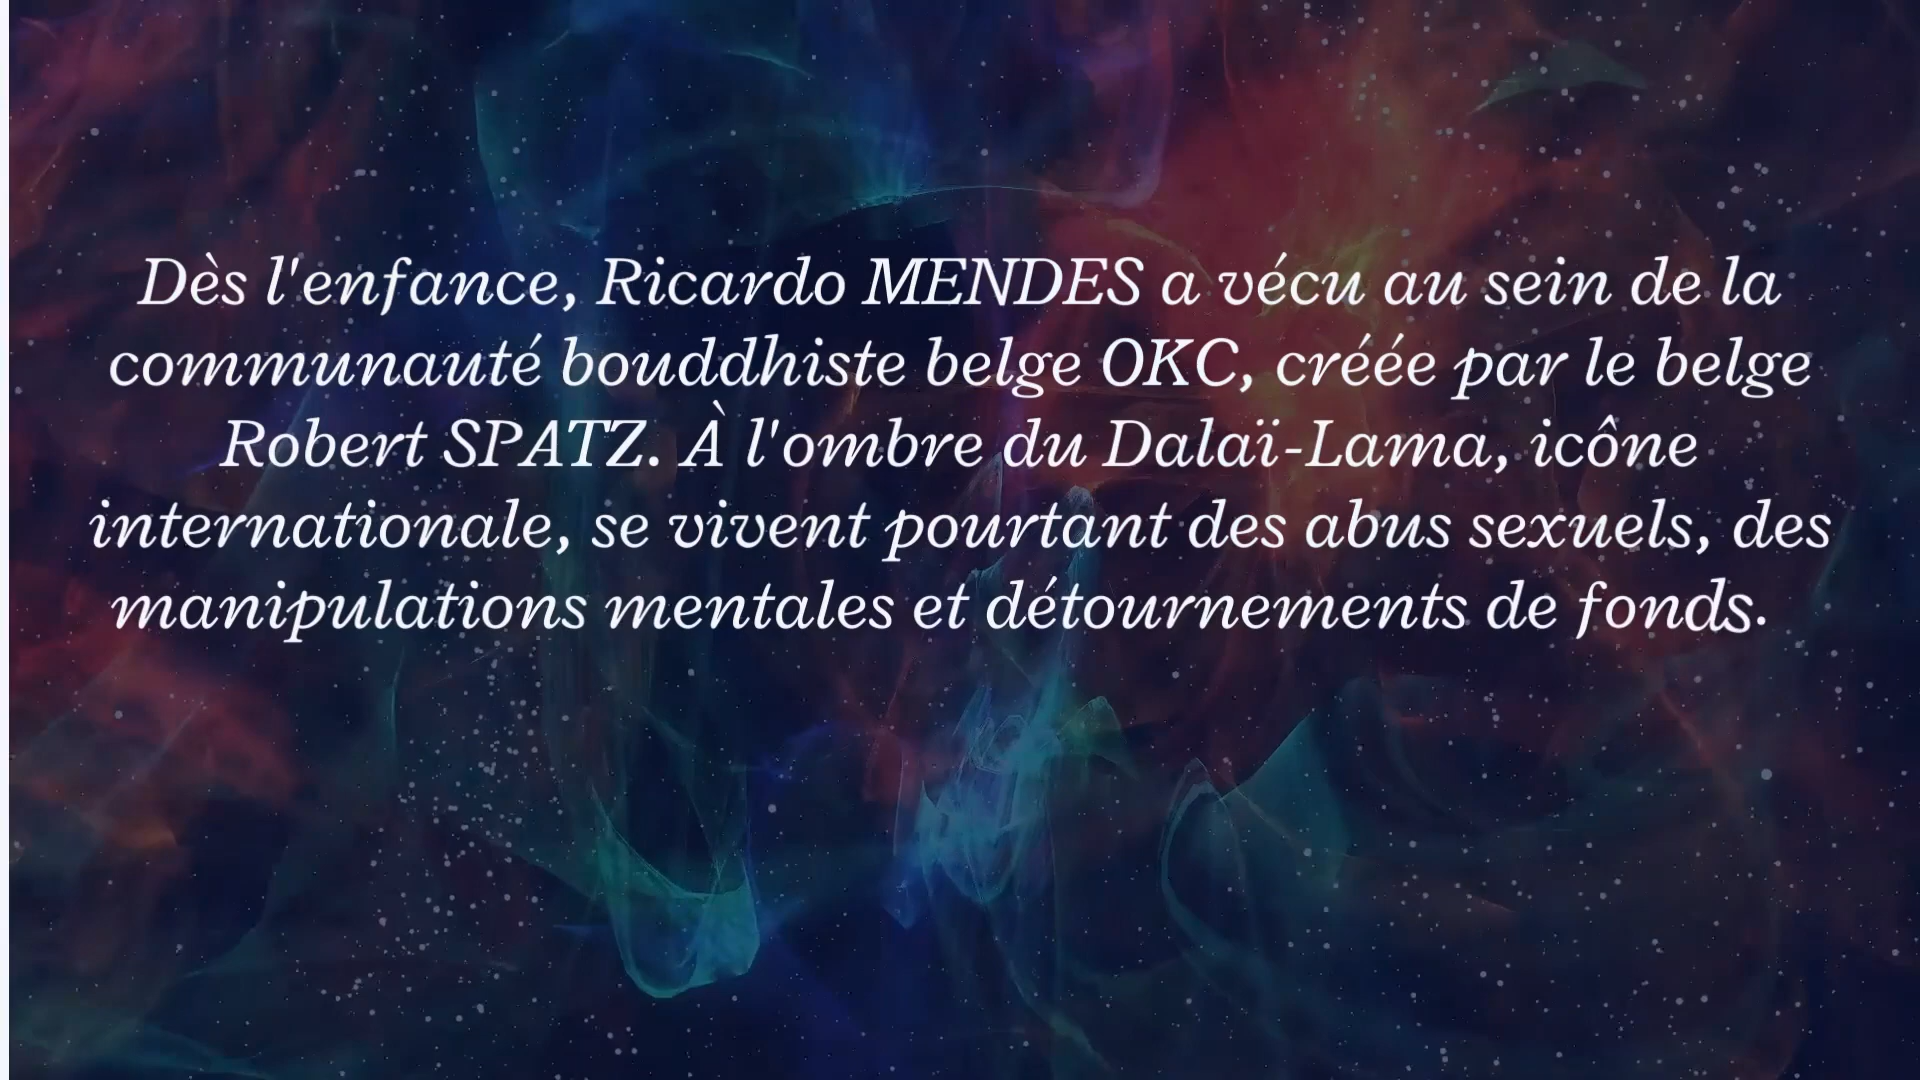 Dès l'enfance, Ricardo MENDES a vécu au sein de la
communauté bouddhiste belge OKC, créée par le belge
Robert SPATZ. À l'ombre du Dalaï-Lama, icône
internationale, se vivent pourtant des abus sexuels, des
manipulations mentales et détournements de fonds.